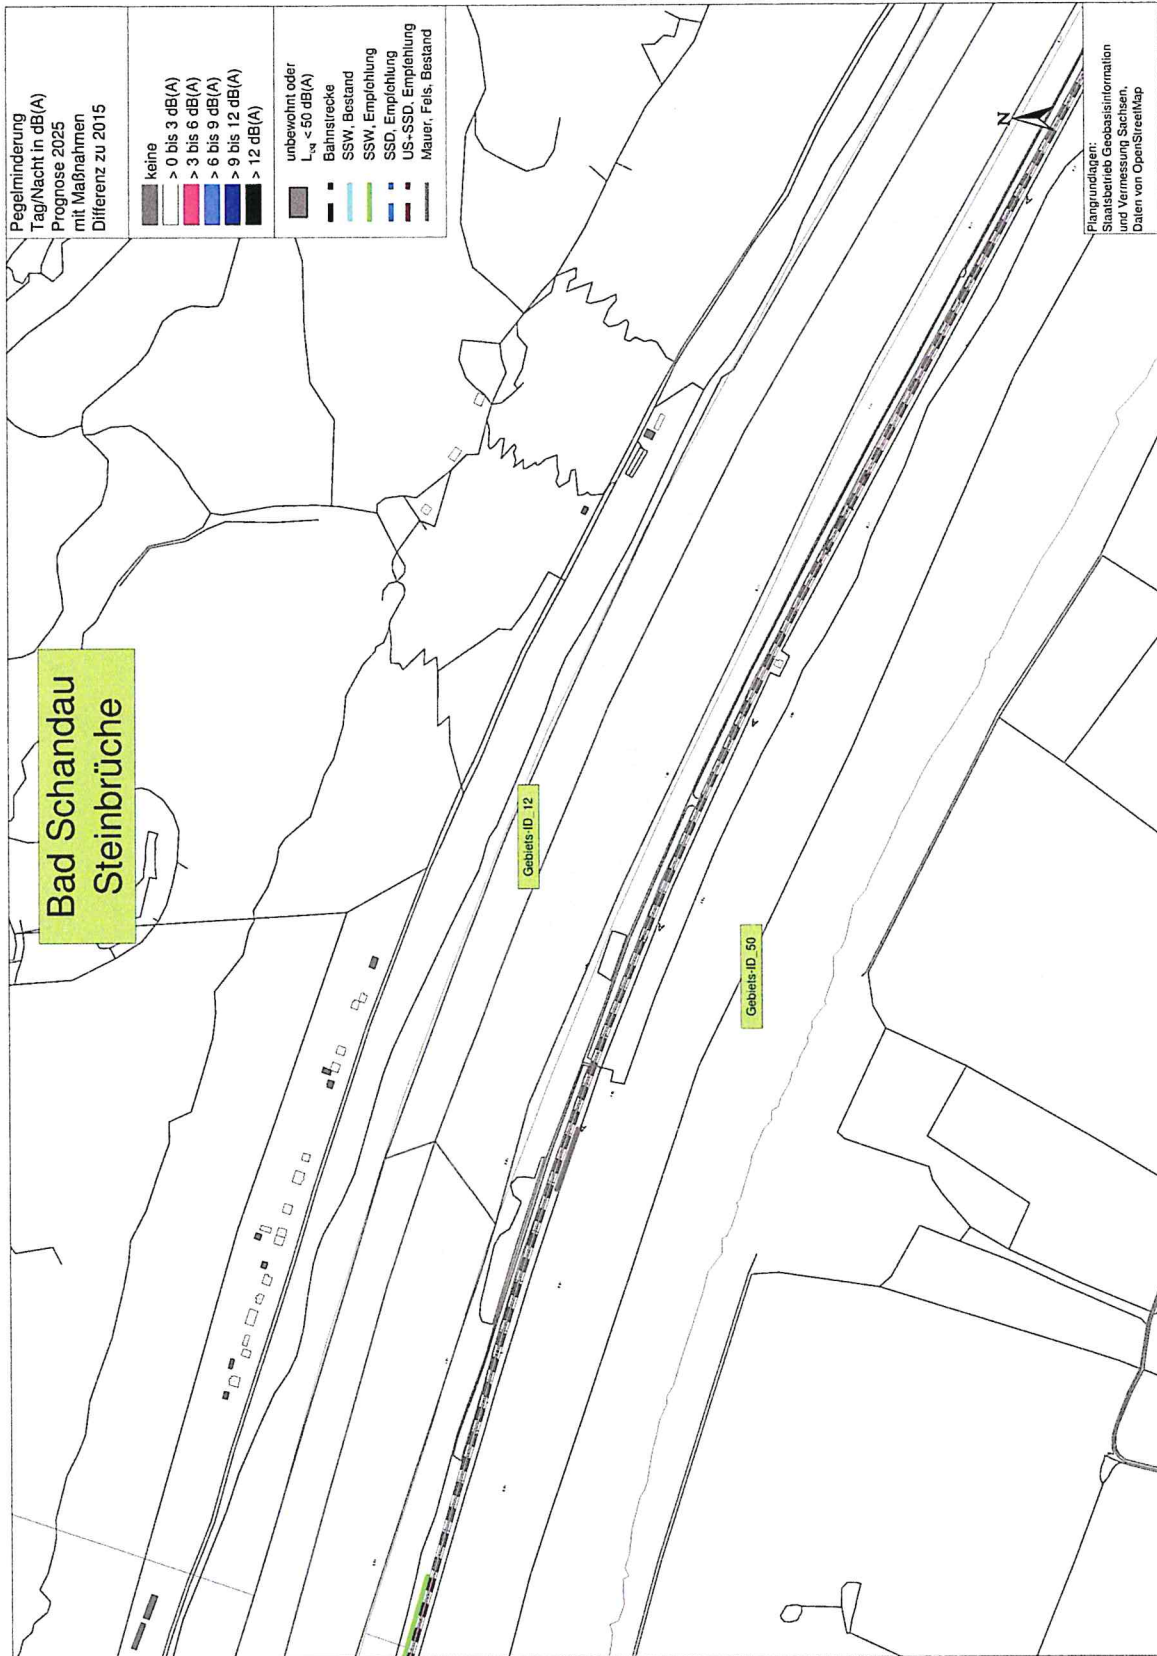 Pegelminderung
Tag/Nacht in dB(A)
Prognose 2025
mit Maßnahmen
Differenz zu 2015
keine
> 0 bis 3 dB(A)
> 3 bis 6 dB(A)
> 6 bis 9 dB(A)
> 9 bis 12 dB(A)
> 12 dB(A)
unbewohnt oder
< 50 dB(A)
Bahnstrecke
SSW, Bestand
SSW, Empfehlung
SSD, Empfehlung
US+SSD, Empfehlung
Mauer, Fels, Bestand
Bad Schandau
Steinbrüche
Gebiets-ID_12
Gebiets-ID_50
N
Plangrundlagen:
Staatsbetrieb Geobasisinformation
und Vermessung Sachsen,
Daten von OpenStreetMap